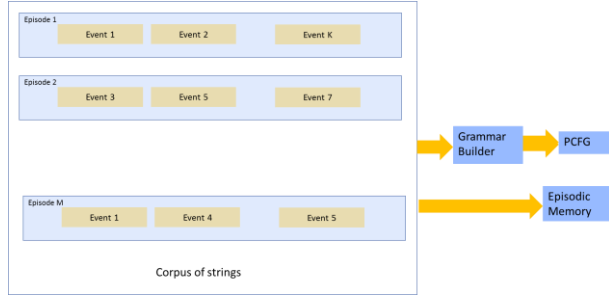 Episode 1
Event 1 Event 2 Event K
Episode 2
Event 3 Event 5 Event 7
Grammar
Builder
PCFG
Episode M
Event 1 Event 4 Event 5
Episodic
Memory
Corpus of strings